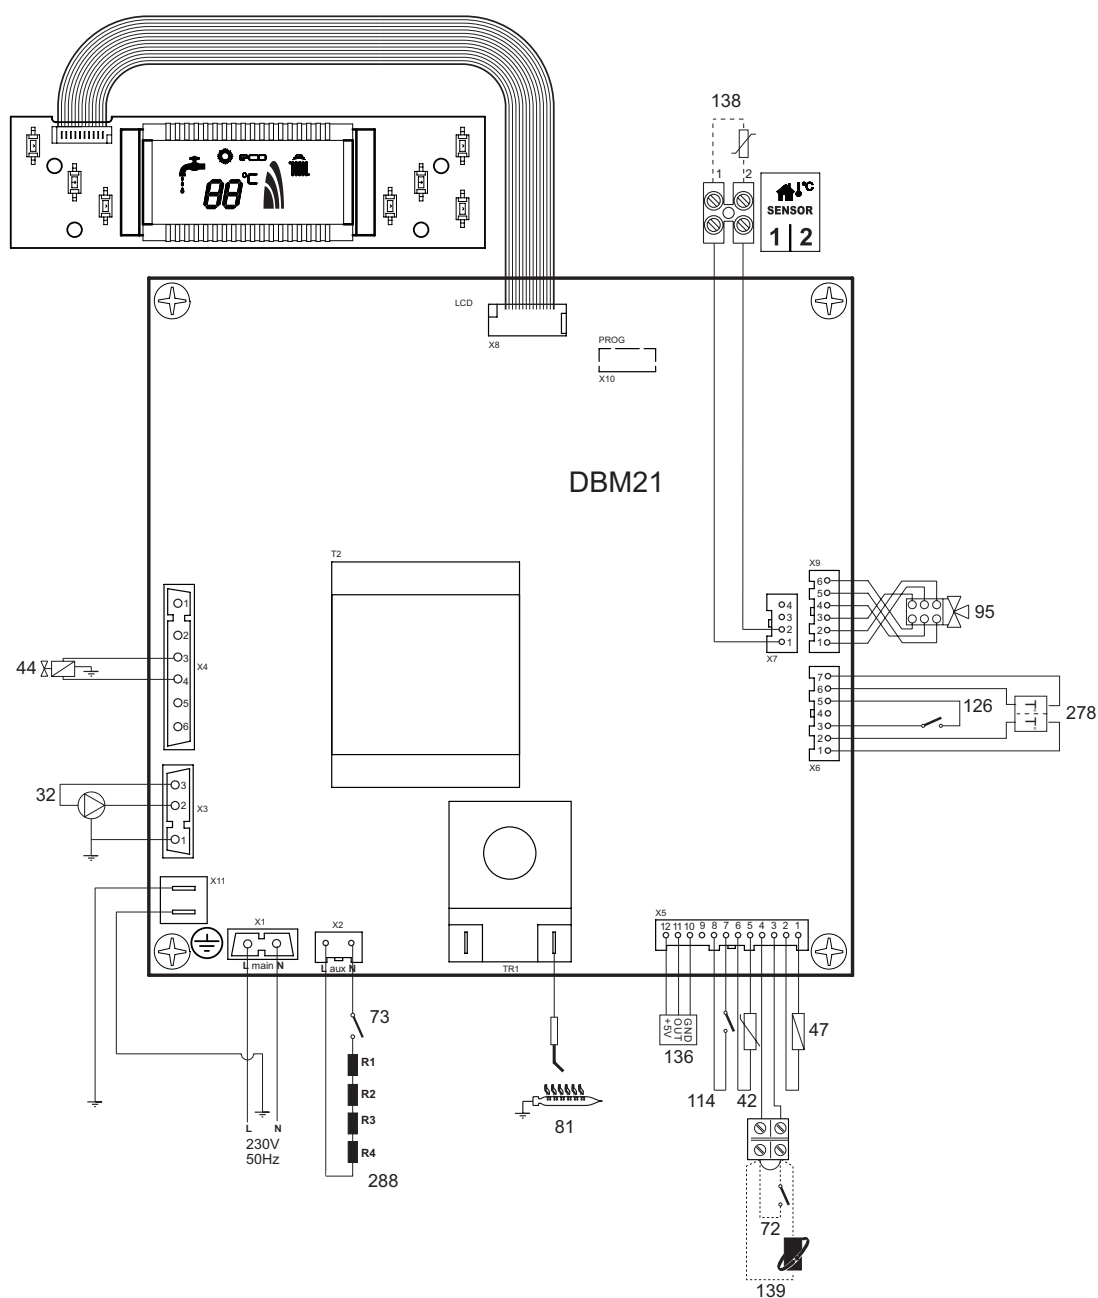 138
1 2
88 °C
°C
SENSOR
1 2
LCD
X8
PROG
X10
DBM21
T2
X9
6
5
4
3
2
1
95
4
3
2
1
X7
1
2
3
4
5
6
X4
44
7
6
5
4
3
2
1
X6
126
278
3
2
1
X3
32
X11
X1
L main N
X2
L aux N
TR1
X5
12 11 10 9 8 7 6 5 4 3 2 1
73
R1
R2
R3
R4
288
L N
230V
50Hz
81
+5V
OUT
GND
136
114
42
47
72
139